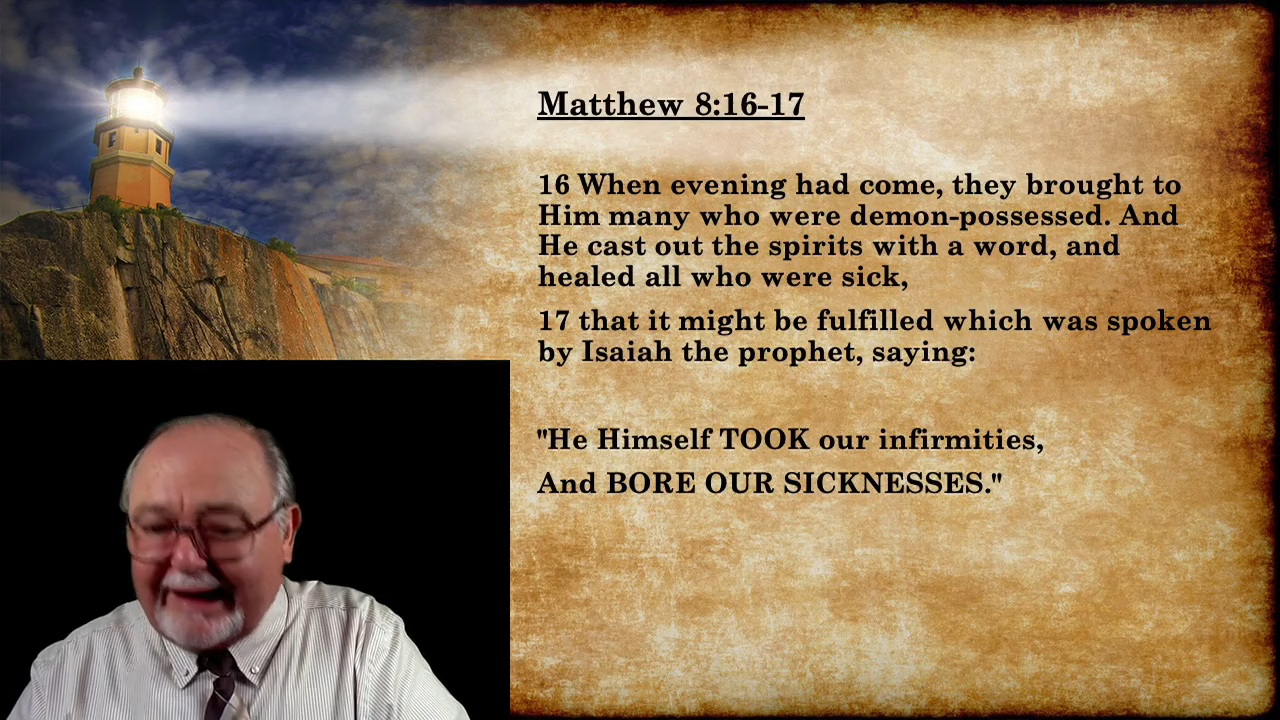 Matthew 8:16-17
16 When evening had come, they brought to
Him many who were demon-possessed. And
He cast out the spirits with a word, and
healed all who were sick,
17 that it might be fulfilled which was spoken
by Isaiah the prophet, saying:
"He Himself TOOK our infirmities,
And BORE OUR SICKNESSES."